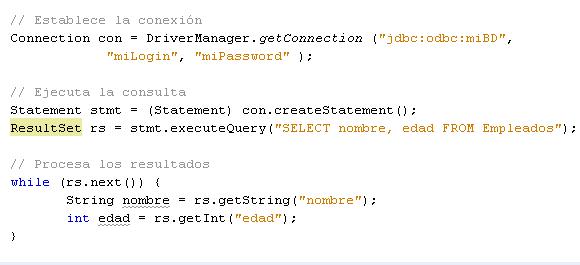 // Establece la conexión
Connection con = DriverManager.getConnection ("jdbc:odbc:miBD",
"miLogin", "miPassword" );
// Ejecuta la consulta
Statement stmt = (Statement) con.createStatement();
ResultSet rs = stmt.executeQuery("SELECT nombre, edad FROM Empleados");
// Procesa los resultados
while (rs.next()) {
String nombre = rs.getString("nombre");
int edad = rs.getInt("edad");
}